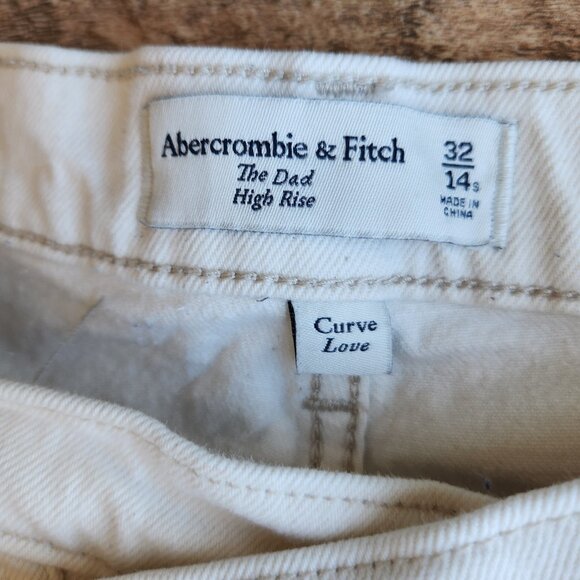 Abercrombie & Fitch
The Dad
High Rise
32
14s
MADE IN
CHINA
Curve
Love